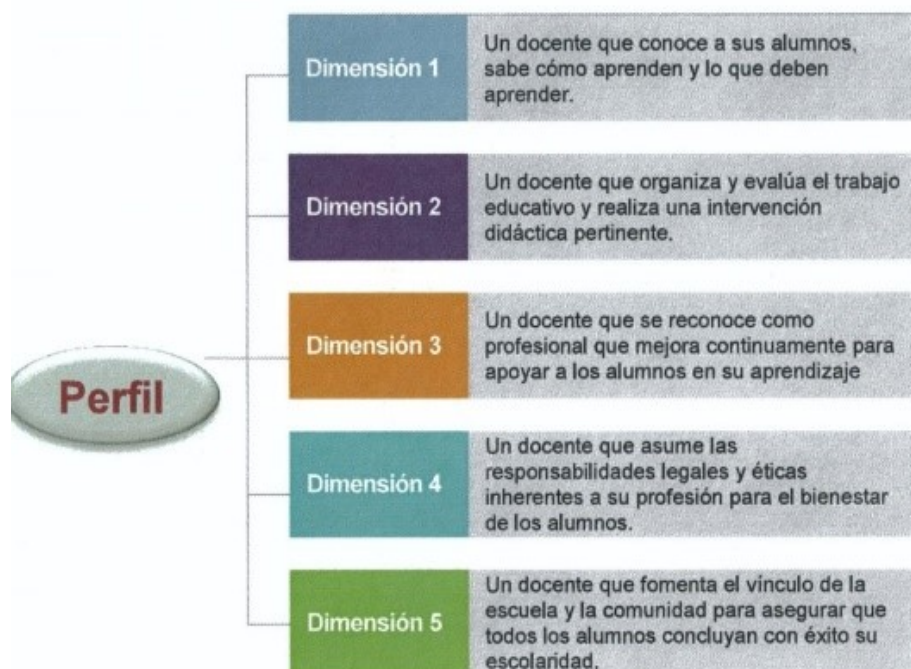 Perfil
Dimensión 1
Un docente que conoce a sus alumnos,
sabe cómo aprenden y lo que deben
aprender.
Dimensión 2
Un docente que organiza y evalúa el trabajo
educativo y realiza una intervención
didáctica pertinente.
Dimensión 3
Un docente que se reconoce como
profesional que mejora continuamente para
apoyar a los alumnos en su aprendizaje
Dimensión 4
Un docente que asume las
responsabilidades legales y éticas
inherentes a su profesión para el bienestar
de los alumnos.
Dimensión 5
Un docente que fomenta el vínculo de la
escuela y la comunidad para asegurar que
todos los alumnos concluyan con éxito su
escolaridad.